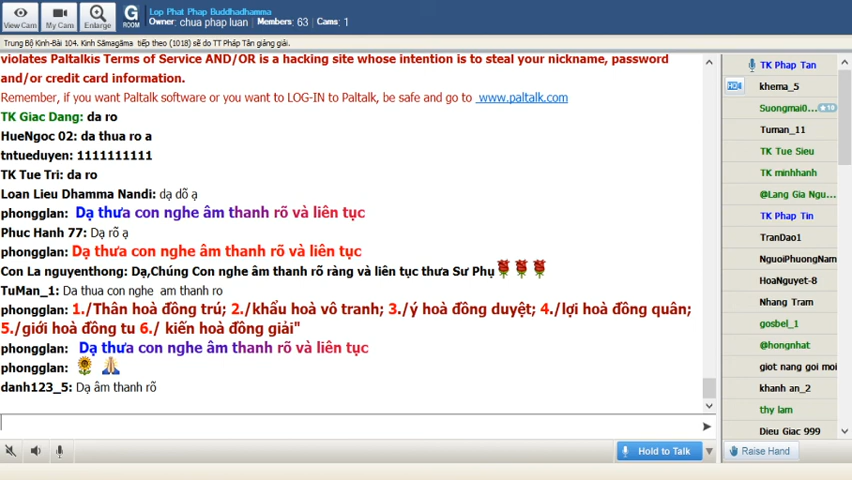 View Cam
My Cam
Enlarge
G
ROOM
Lop Phat Phap Buddhadhamma
Owner: chua phap luan Members: 63 Cams: 1
Trung Bộ Kinh-Bài 104. Kinh Sāmagāma tiếp theo (1018) sẽ do TT Pháp Tân giảng giải.
violates Paltalkis Terms of Service AND/OR is a hacking site whose intention is to steal your nickname, password
and/or credit card information.
Remember, if you want Paltalk software or you want to LOG-IN to Paltalk, be safe and go to www.paltalk.com
TK Giac Dang: da ro
HueNgoc 02: da thua ro a
tntueduyen: 1111111111
TK Tue Tri: da ro
Loan Lieu Dhamma Nandi: dạ dõ ạ
phongglan: Dạ thưa con nghe âm thanh rõ và liên tục
Phuc Hanh 77: Dạ rõ ạ
phongglan: Dạ thưa con nghe âm thanh rõ và liên tục
Con La nguyenthong: Dạ,Chúng Con nghe âm thanh rõ ràng và liên tục thưa Sư Phụ
TuMan_1: Da thua con nghe am thanh ro
phongglan: 1./Thân hoà đồng trú; 2./khẩu hoà vô tranh; 3./ý hoà đồng duyệt; 4./lợi hoà đồng quân;
5./giới hoà đồng tu 6./ kiến hoà đồng giải"
phongglan: Dạ thưa con nghe âm thanh rõ và liên tục
phongglan:
danh123_5: Dạ âm thanh rõ
Hold to Talk
TK Phap Tan
HD khema_5
Suongmai0... +10
Tuman_11
TK Tue Sieu
TK minhhanh
@Lang Gia Ngu...
TK Phap Tin
TranDao1
NguoiPhuongNam
HoaNguyet-8
Nhang Tram
gosbel_1
@hongnhat
giot nang goi moi
khanh an_2
thy lam
Dieu Giac 999
Raise Hand